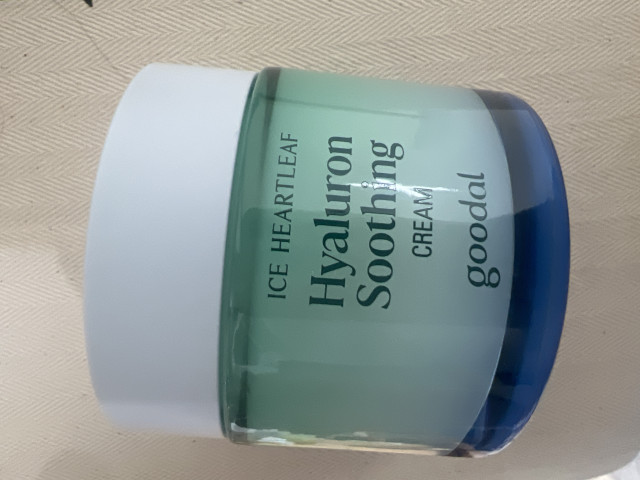 ICE HEARTLEAF
Hyaluron
Soothing
CREAM
goodal